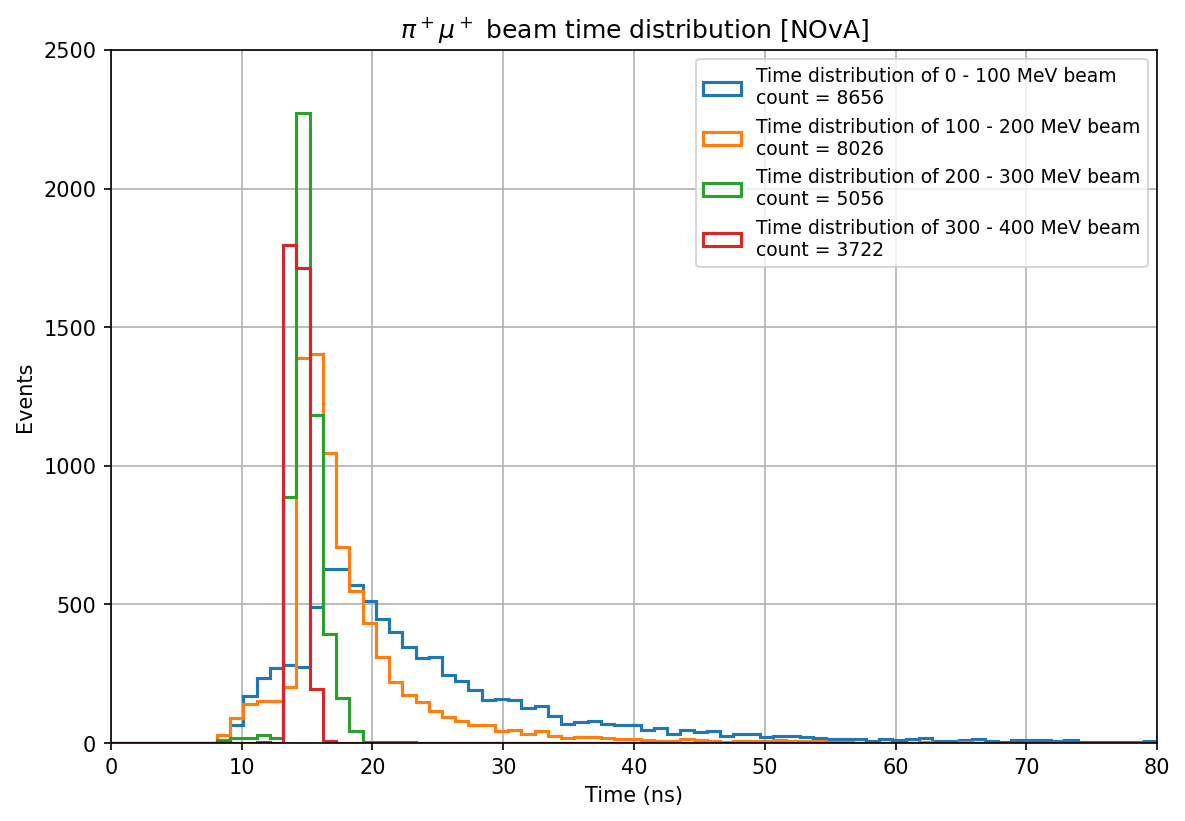 π⁺μ⁺ beam time distribution [NOvA]
Time distribution of 0 - 100 MeV beam
count = 8656
Time distribution of 100 - 200 MeV beam
count = 8026
Time distribution of 200 - 300 MeV beam
count = 5056
Time distribution of 300 - 400 MeV beam
count = 3722
2500
2000
1500
1000
500
0
Events
0 10 20 30 40 50 60 70 80
Time (ns)